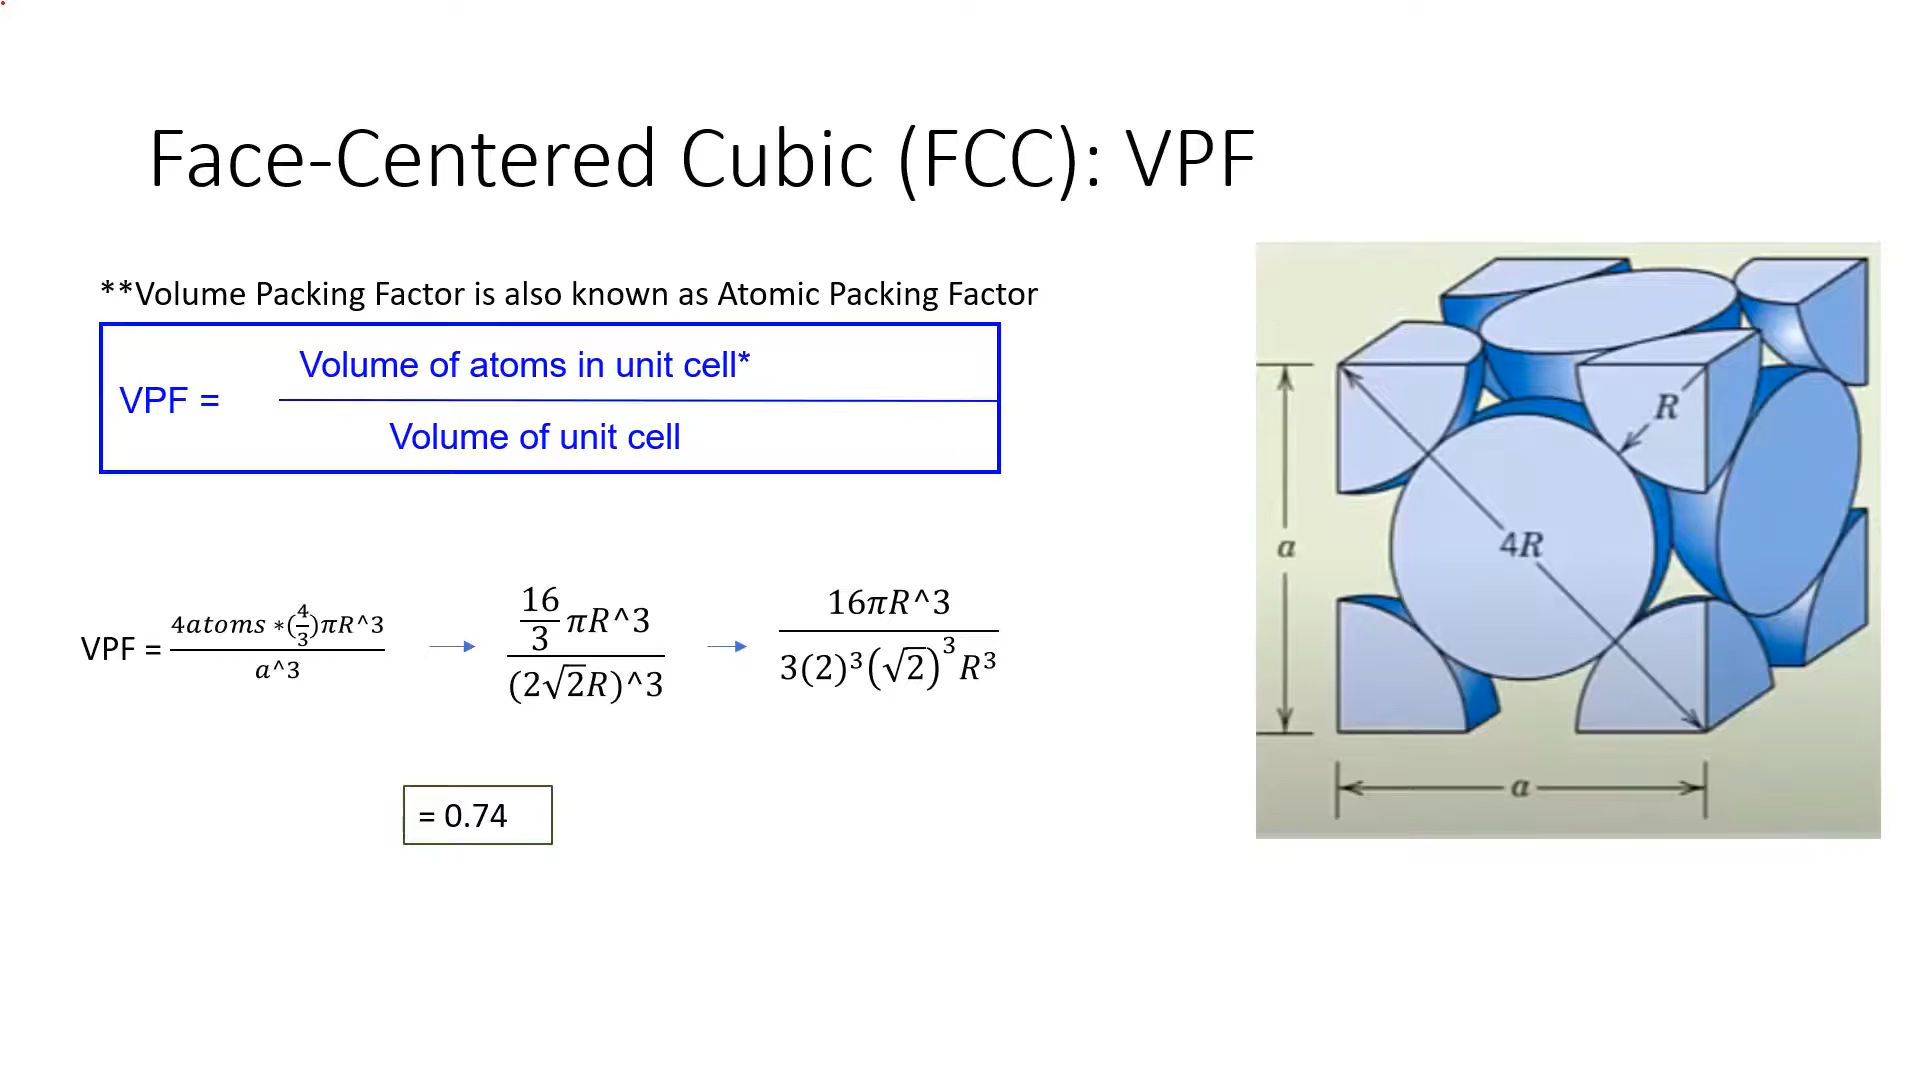 Face-Centered Cubic (FCC): VPF
**Volume Packing Factor is also known as Atomic Packing Factor
VPF = Volume of atoms in unit cell* / Volume of unit cell
VPF = 4atoms *(4/3)πR^3 / a^3 → 16/3 πR^3 / (2√2R)^3 → 16πR^3 / 3(2)³(√2)³R³
= 0.74
R
4R
a
a